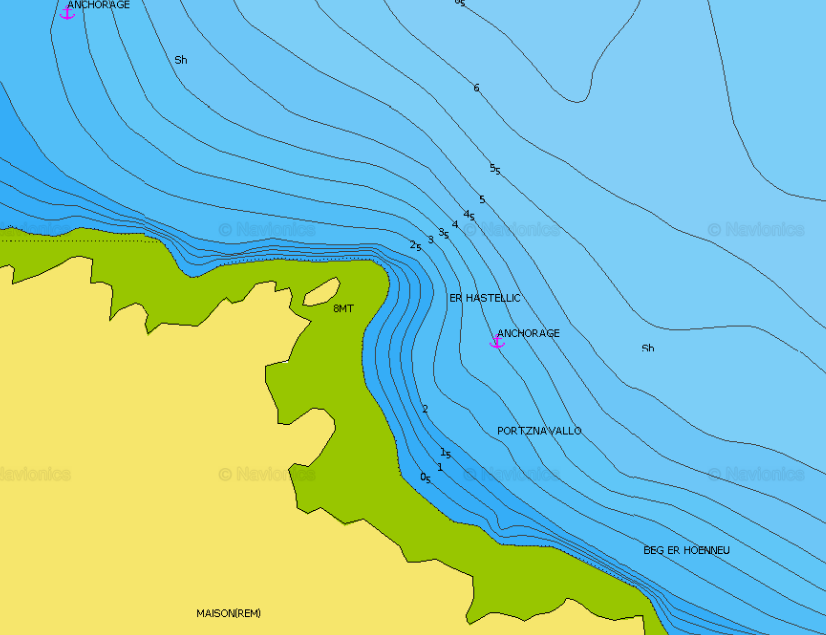 ANCHORAGE
6₅
Sh
6
5₅
5
4₅
4
3₅
3
2₅
© Navionics © Navionics © Navionics
ER HASTELLIC
8MT
ANCHORAGE
Sh
2
PORTZNAVALLO
1₅
1
0₅
Navionics © Navionics © Navionics © Navionics
BEG ER HOENNEU
MAISON(REM)